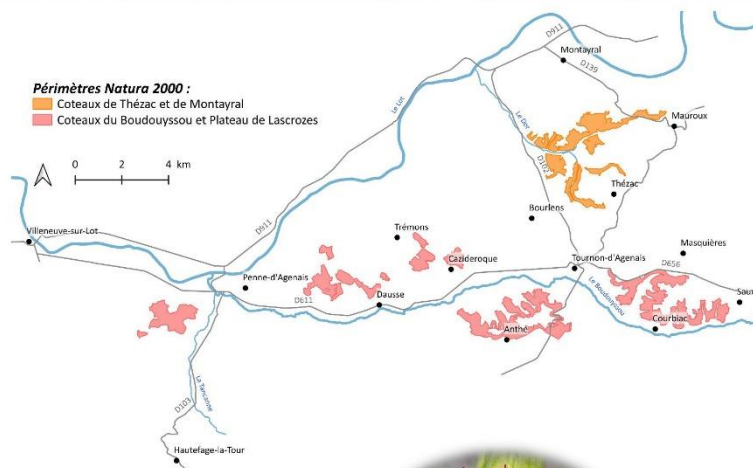 D911
Montayral
D139
Périmètres Natura 2000 :
Coteaux de Thézac et de Montayral
Coteaux du Boudouyssou et Plateau de Lascrozes
Le Lot
Le Dor
Mauroux
0 2 4 km
D102
Thézac
Bourlens
D911
Villeneuve-sur-Lot
Trémons
Masquières
Cazideroque
Tournon-d'Agenais
D656
Penne-d'Agenais
Le Boudouyssou
D611
Dausse
Courbiac
Anthé
La Tancanne
D103
Hautefage-la-Tour